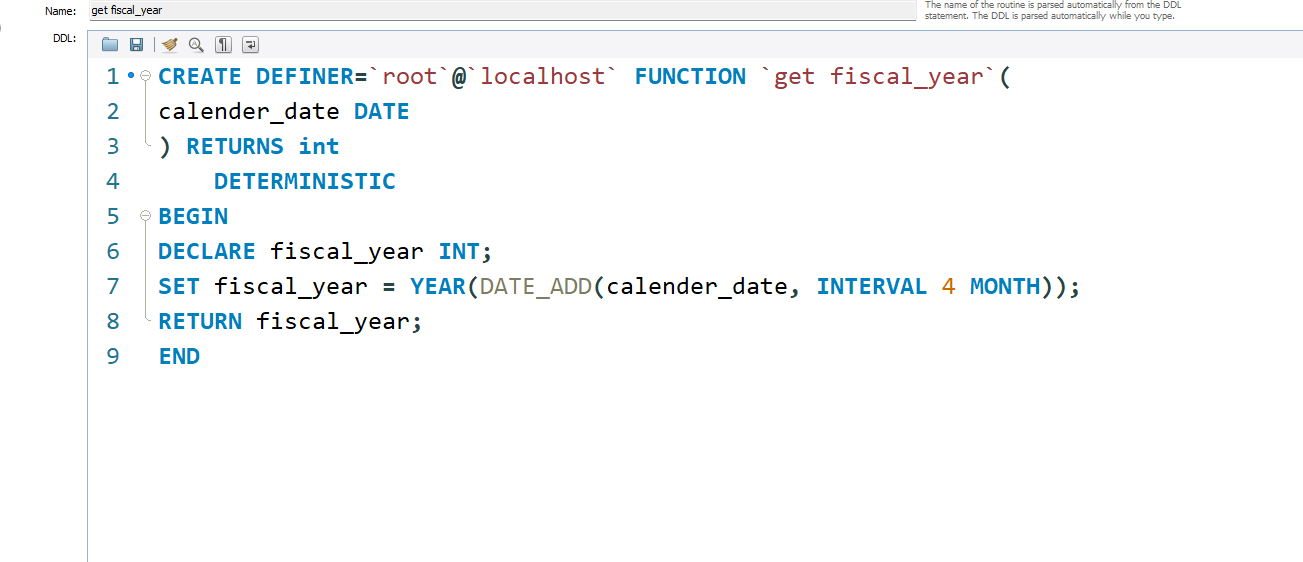 Name: get fiscal_year
The name of the routine is parsed automatically from the DDL
statement. The DDL is parsed automatically while you type.
DDL:
1 CREATE DEFINER=`root`@`localhost` FUNCTION `get fiscal_year`(
2 calender_date DATE
3 ) RETURNS int
4 DETERMINISTIC
5 BEGIN
6 DECLARE fiscal_year INT;
7 SET fiscal_year = YEAR(DATE_ADD(calender_date, INTERVAL 4 MONTH));
8 RETURN fiscal_year;
9 END